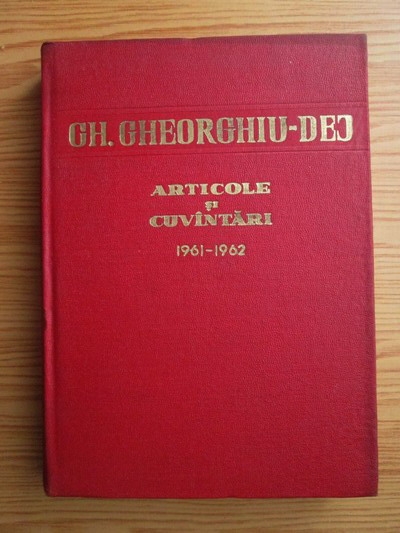 GH. GHEORGHIU-DEJ
ARTICOLE
și
CUVÎNTĂRI
1961-1962